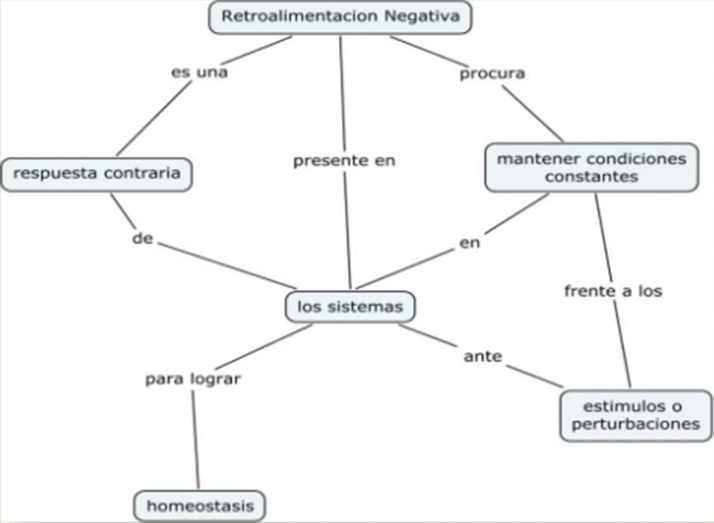 Retroalimentacion Negativa
es una
procura
presente en
mantener condiciones
constantes
respuesta contraria
de
en
frente a los
los sistemas
ante
para lograr
estimulos o
perturbaciones
homeostasis